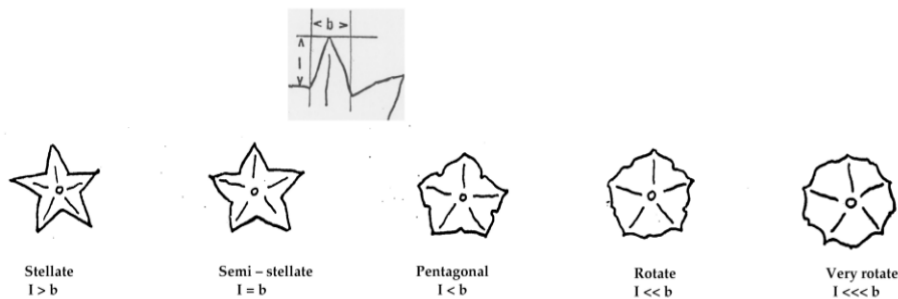 < b >
< l >
Stellate
I > b
Semi – stellate
I = b
Pentagonal
I < b
Rotate
I << b
Very rotate
I <<< b